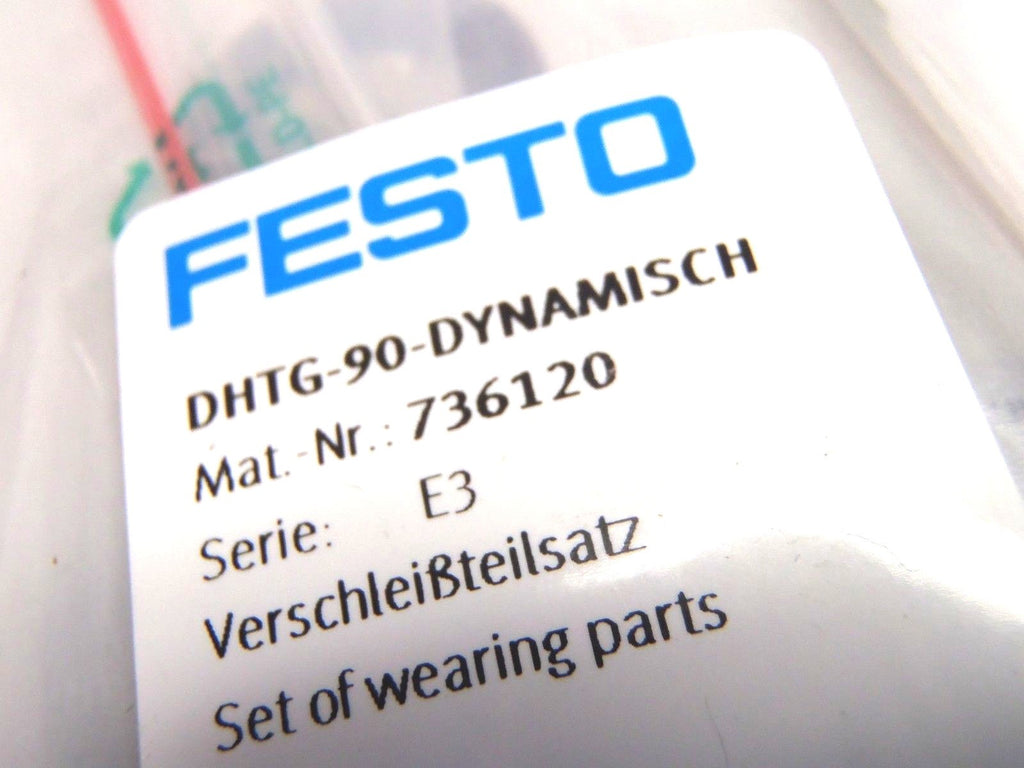 FESTO
DHTG-90-DYNAMISCH
Mat.-Nr.: 736120
Serie: E3
Verschleißteilsatz
Set of wearing parts